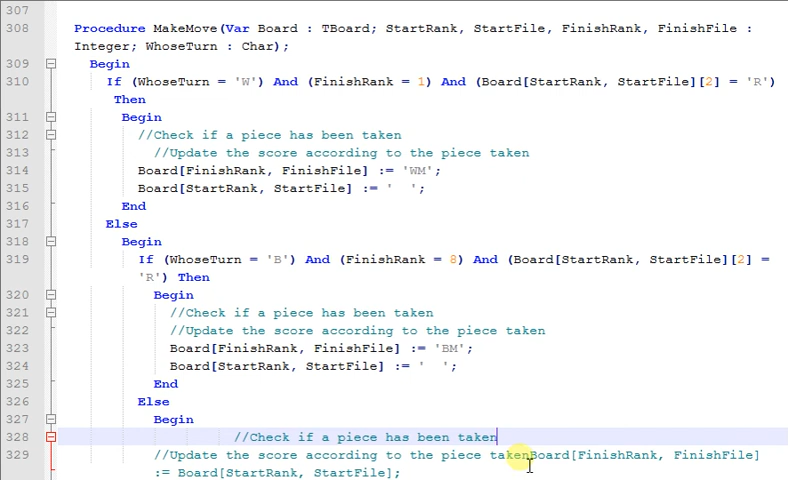 307
308 Procedure MakeMove(Var Board : TBoard; StartRank, StartFile, FinishRank, FinishFile :
Integer; WhoseTurn : Char);
309 Begin
310 If (WhoseTurn = 'W') And (FinishRank = 1) And (Board[StartRank, StartFile][2] = 'R')
Then
311 Begin
312 //Check if a piece has been taken
313 //Update the score according to the piece taken
314 Board[FinishRank, FinishFile] := 'WM';
315 Board[StartRank, StartFile] := '  ';
316 End
317 Else
318 Begin
319 If (WhoseTurn = 'B') And (FinishRank = 8) And (Board[StartRank, StartFile][2] =
'R') Then
320 Begin
321 //Check if a piece has been taken
322 //Update the score according to the piece taken
323 Board[FinishRank, FinishFile] := 'BM';
324 Board[StartRank, StartFile] := '  ';
325 End
326 Else
327 Begin
328 //Check if a piece has been taken
329 //Update the score according to the piece takenBoard[FinishRank, FinishFile]
:= Board[StartRank, StartFile];